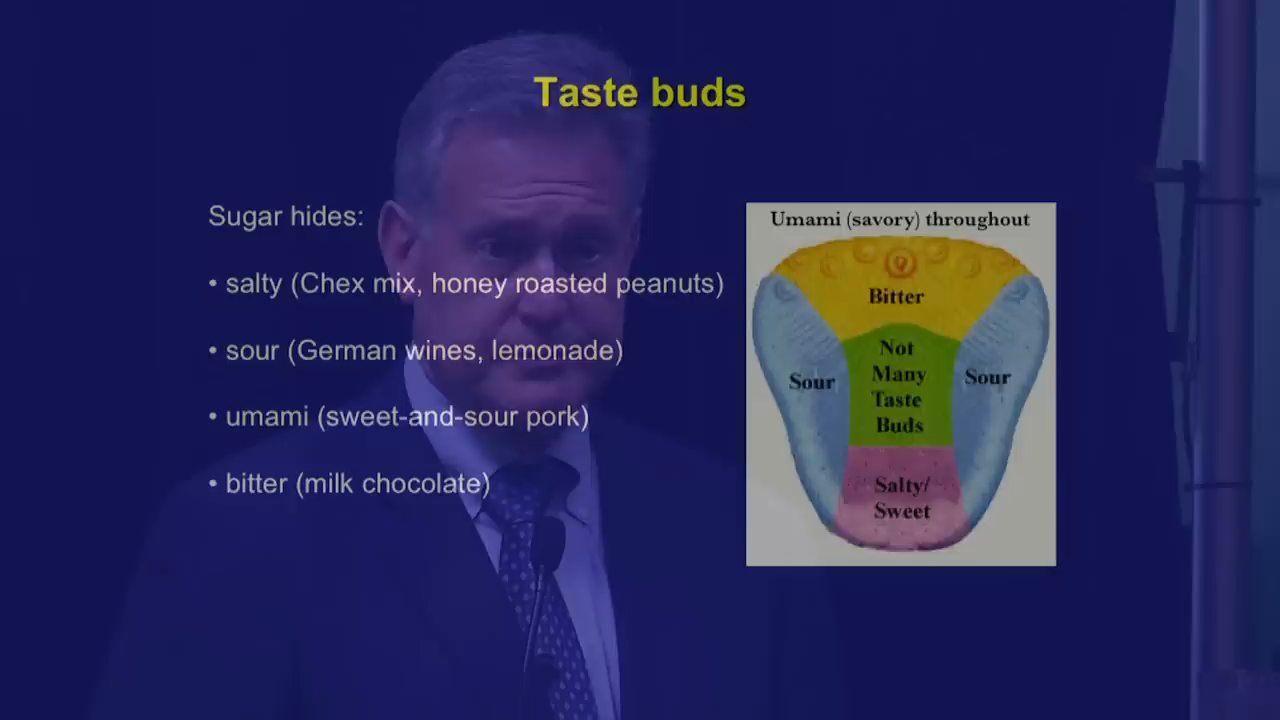 Taste buds
Sugar hides:
• salty (Chex mix, honey roasted peanuts)
• sour (German wines, lemonade)
• umami (sweet-and-sour pork)
• bitter (milk chocolate)
Umami (savory) throughout
Bitter
Not
Many
Taste
Buds
Sour
Sour
Salty/
Sweet